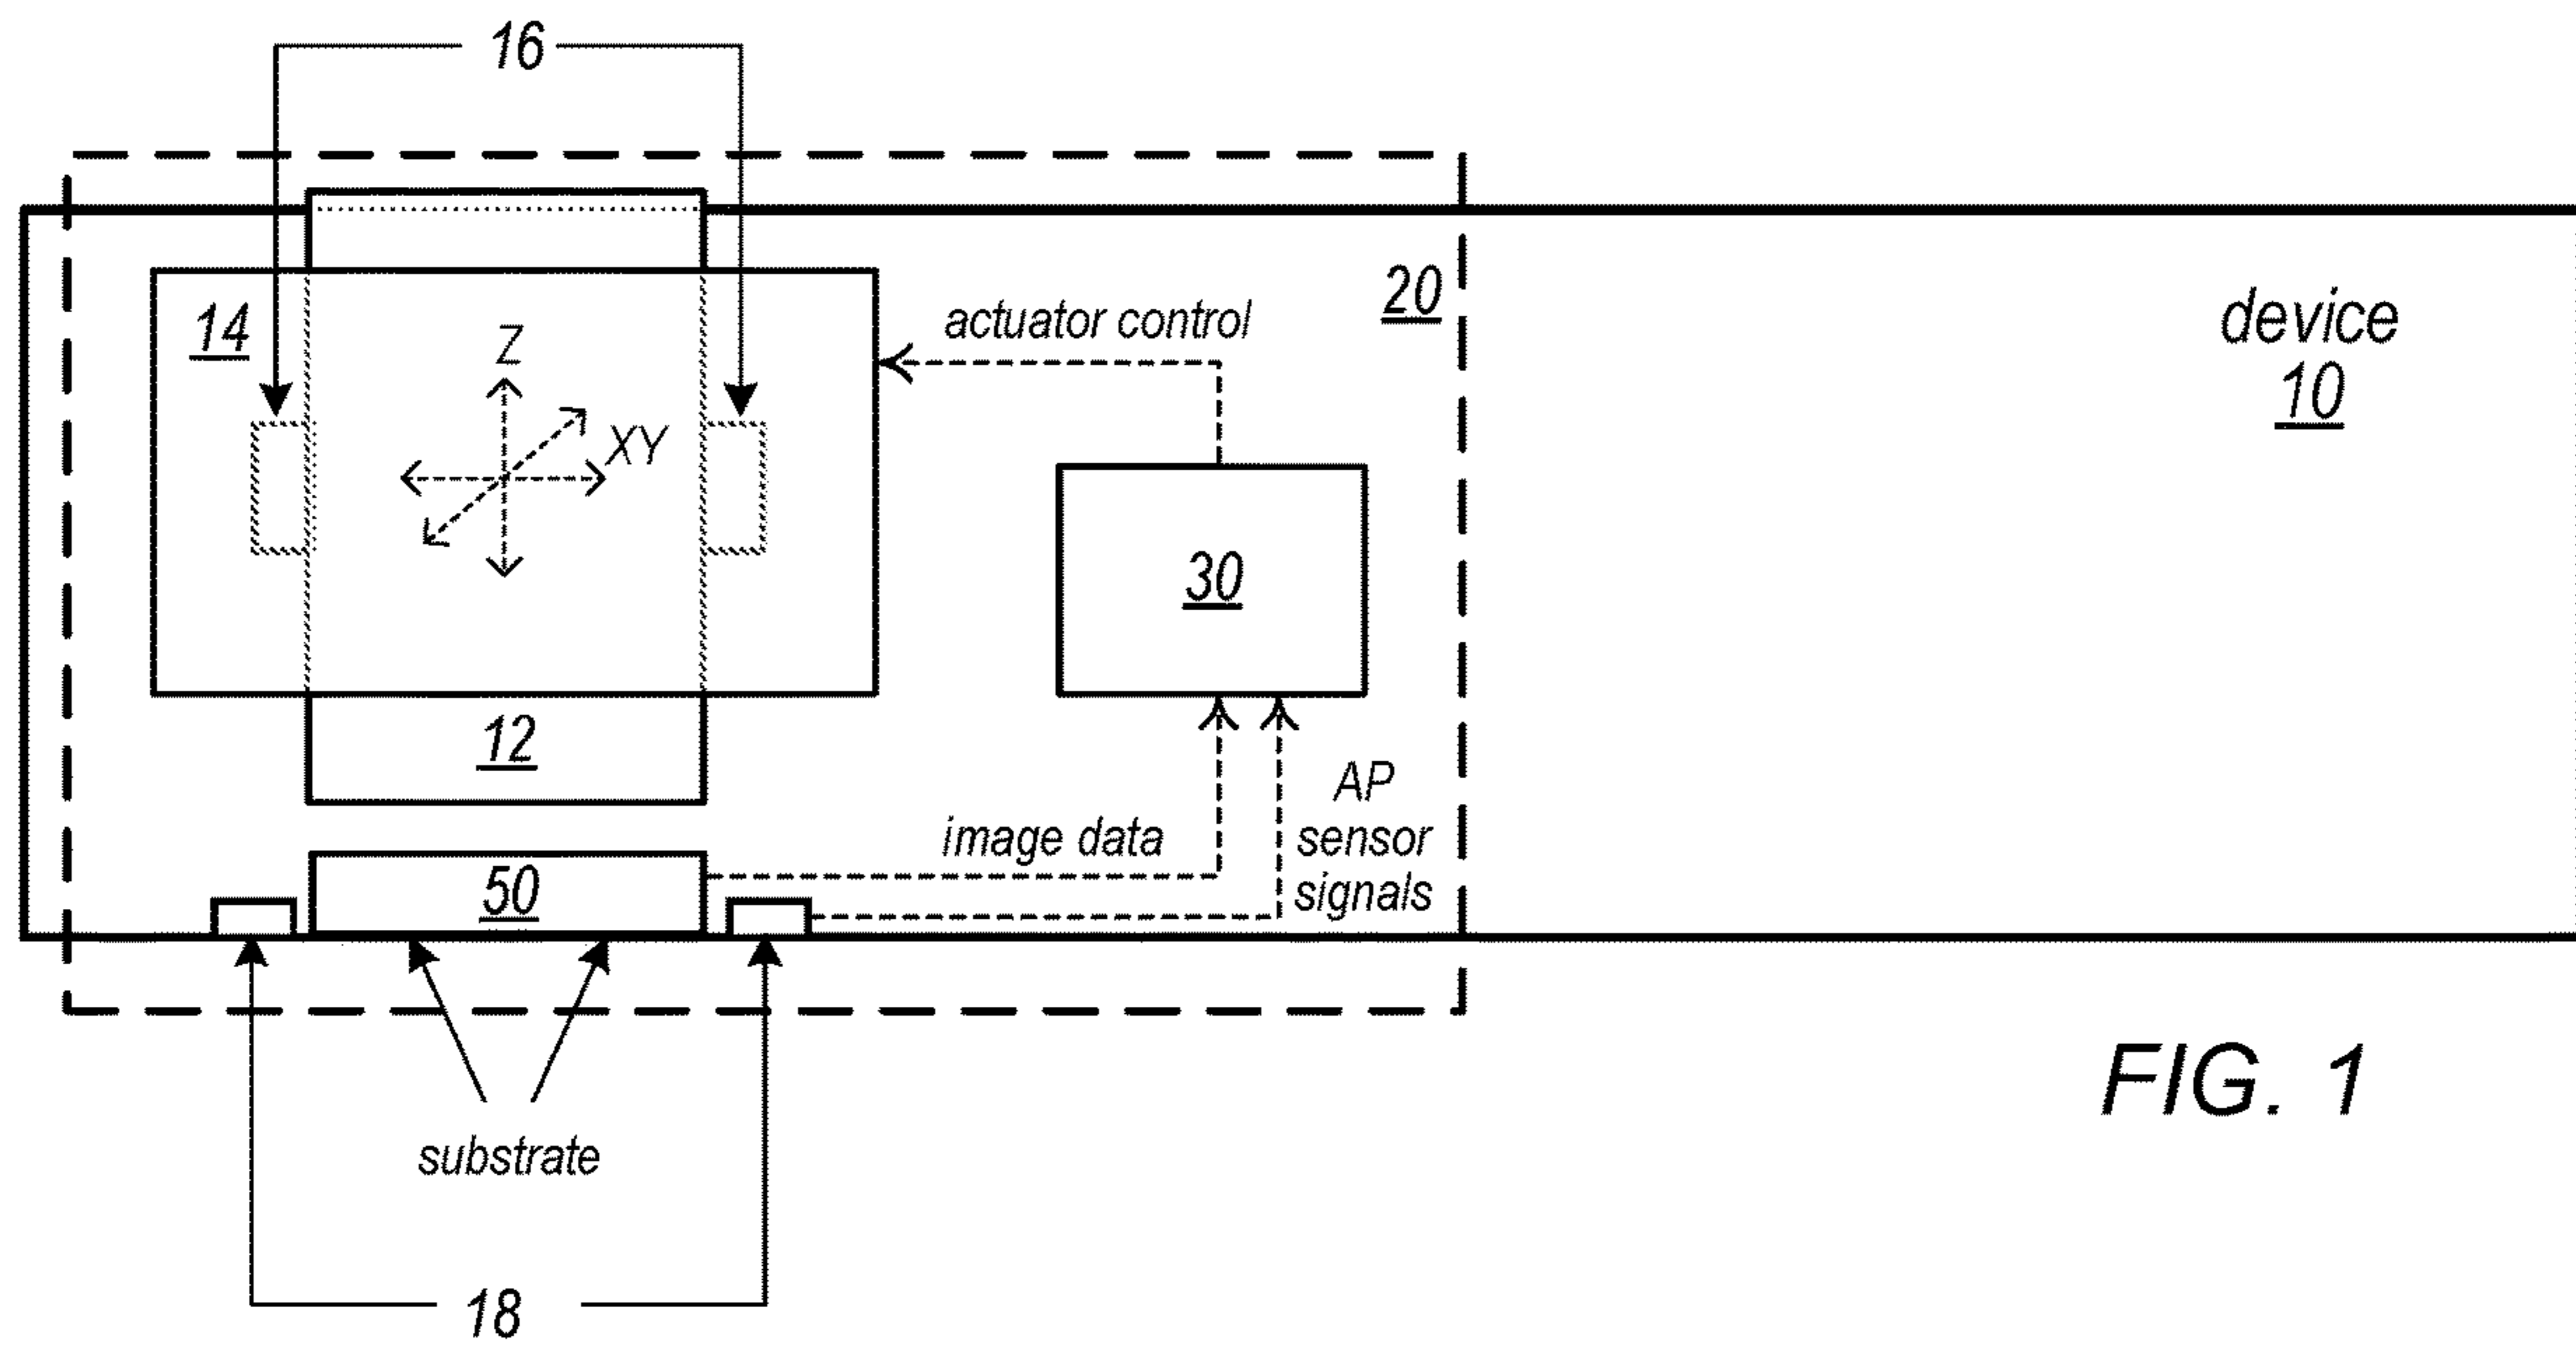 16
20
14
actuator control
device
10
Z
XY
30
12
AP
sensor
signals
image data
50
substrate
FIG. 1
18